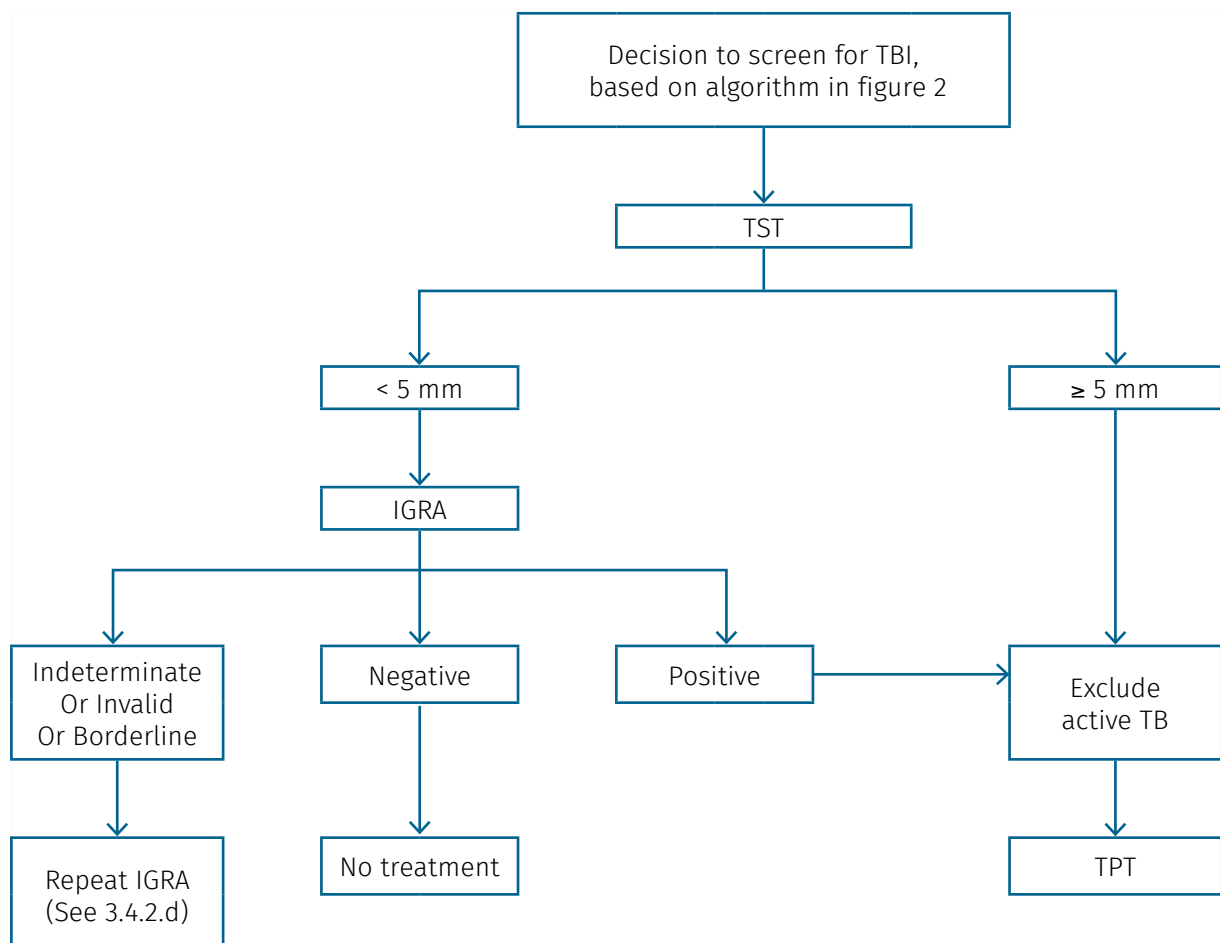 Decision to screen for TBI,
based on algorithm in figure 2
TST
< 5 mm
≥ 5 mm
IGRA
Indeterminate
Or Invalid
Or Borderline
Negative
Positive
Exclude
active TB
Repeat IGRA
(See 3.4.2.d)
No treatment
TPT